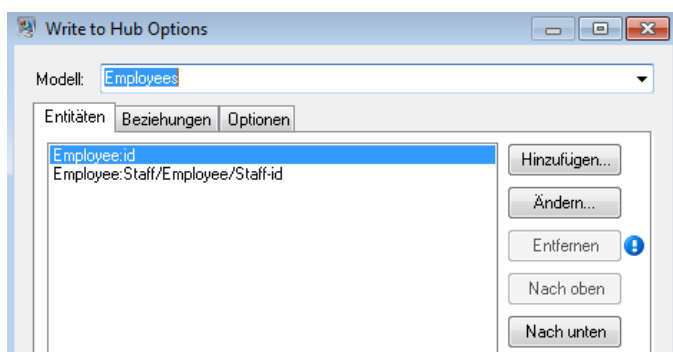 Write to Hub Options
Modell: Employees
Entitäten Beziehungen Optionen
Employee:id
Employee:Staff/Employee/Staff-id
Hinzufügen...
Ändern...
Entfernen
Nach oben
Nach unten